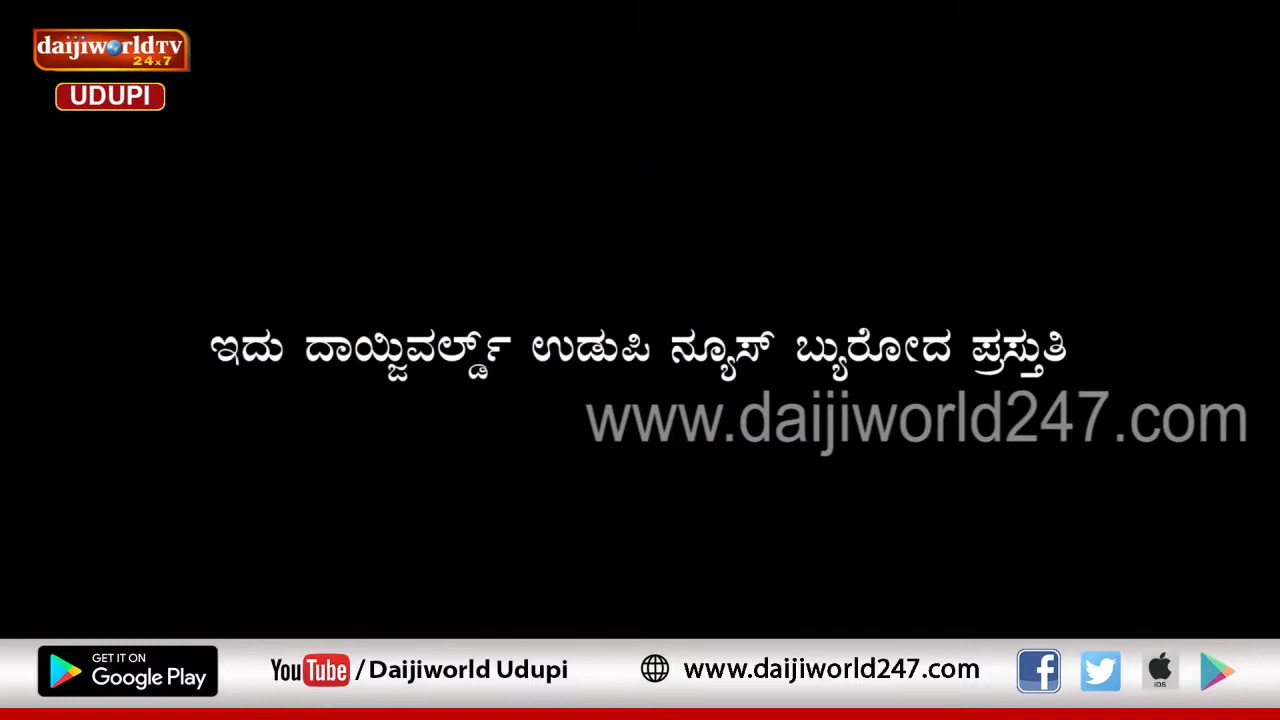 daijiworldTV
24x7
UDUPI
ಇದು ದಾಯ್ಜಿವರ್ಲ್ಡ್ ಉಡುಪಿ ನ್ಯೂಸ್ ಬ್ಯುರೋದ ಪ್ರಸ್ತುತಿ
www.daijiworld247.com
GET IT ON
Google Play
YouTube /Daijiworld Udupi
www.daijiworld247.com
f
iOS